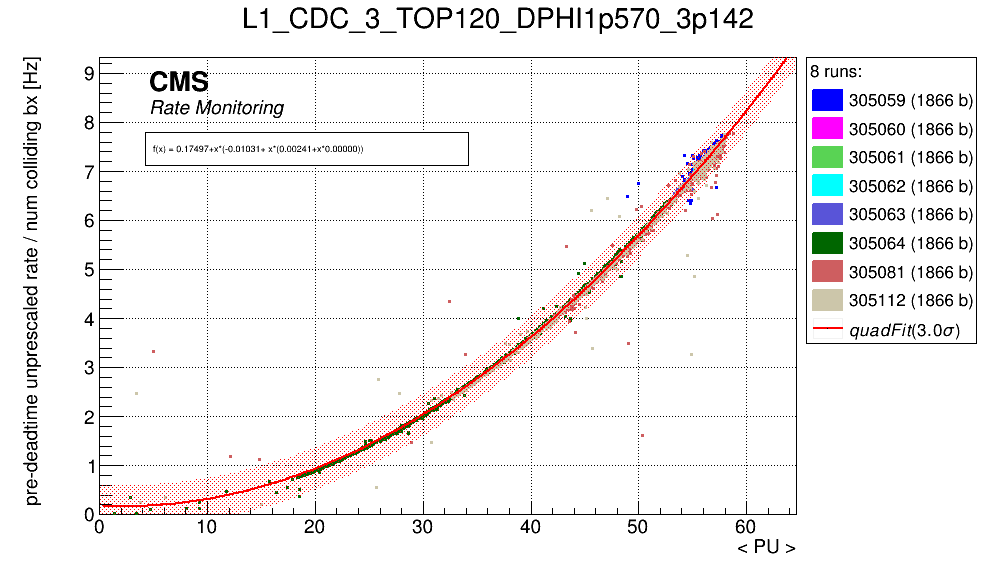 L1_CDC_3_TOP120_DPHI1p570_3p142
pre-deadtime unprescaled rate / num colliding bx [Hz]
CMS
Rate Monitoring
f(x) = 0.17497+x*(-0.01031+ x*(0.00241+x*0.00000))
9
8
7
6
5
4
3
2
1
0
0 10 20 30 40 50 60
< PU >
8 runs:
305059 (1866 b)
305060 (1866 b)
305061 (1866 b)
305062 (1866 b)
305063 (1866 b)
305064 (1866 b)
305081 (1866 b)
305112 (1866 b)
quadFit(3.0σ)